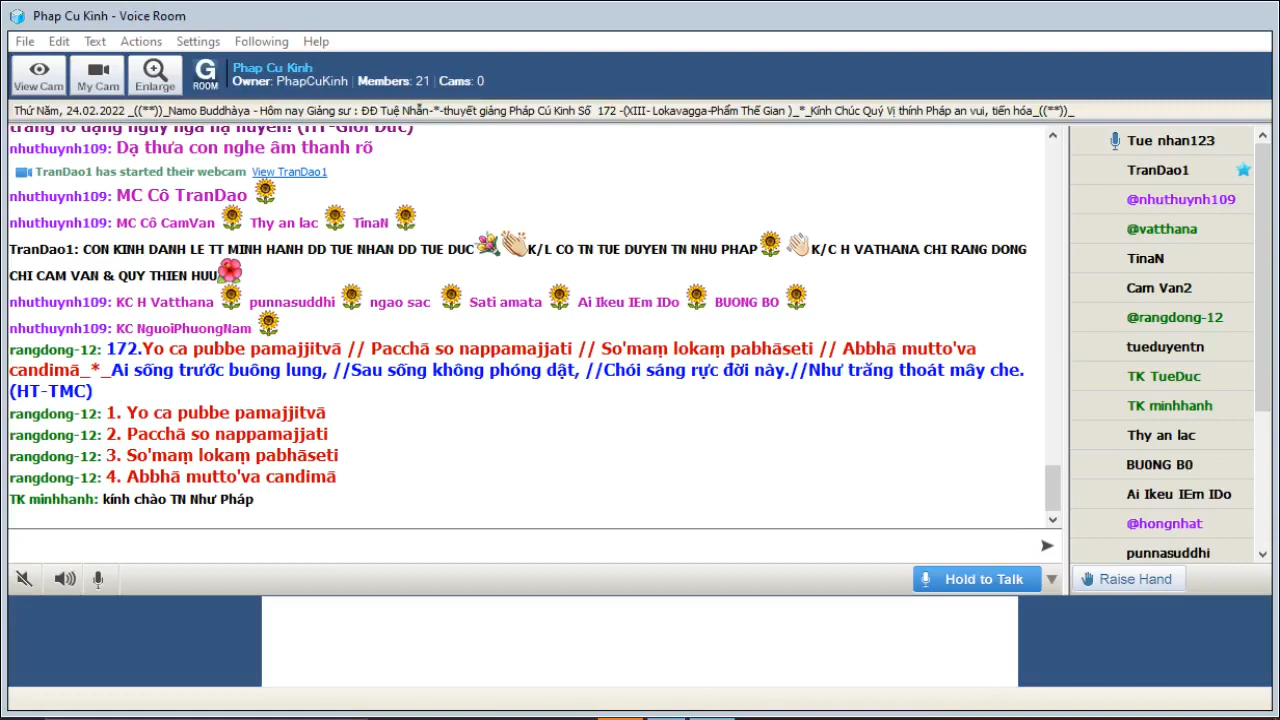 Phap Cu Kinh - Voice Room
File Edit Text Actions Settings Following Help
View Cam My Cam Enlarge G ROOM Phap Cu Kinh
Owner: PhapCuKinh | Members: 21 | Cams: 0
Thứ Năm, 24.02.2022 _((**))_Namo Buddhàya - Hôm nay Giảng sư : ĐĐ Tuệ Nhẫn-*-thuyết giảng Pháp Cú Kinh Số 172 -(XIII- Lokavagga-Phẩm Thế Gian )_*_Kính Chúc Quý Vị thính Pháp an vui, tiến hóa_((**))_
nhuthuynh109: Dạ thưa con nghe âm thanh rõ
TranDao1 has started their webcam View TranDao1
nhuthuynh109: MC Cô TranDao
nhuthuynh109: MC Cô CamVan Thy an lac TinaN
TranDao1: CON KINH DANH LE TT MINH HANH DD TUE NHAN DD TUE DUC K/L CO TN TUE DUYEN TN NHU PHAP K/C H VATHANA CHI RANG DONG
CHI CAM VAN & QUY THIEN HUU
nhuthuynh109: KC H Vatthana punnasuddhi ngao sac Sati amata Ai Ikeu IEm IDo BUONG BO
nhuthuynh109: KC NguoiPhuongNam
rangdong-12: 172.Yo ca pubbe pamajjitvā // Pacchā so nappamajjati // So'maṃ lokaṃ pabhāseti // Abbhā mutto'va
candimā_*_Ai sống trước buông lung, //Sau sống không phóng dật, //Chói sáng rực đời này.//Như trăng thoát mây che.
(HT-TMC)
rangdong-12: 1. Yo ca pubbe pamajjitvā
rangdong-12: 2. Pacchā so nappamajjati
rangdong-12: 3. So'maṃ lokaṃ pabhāseti
rangdong-12: 4. Abbhā mutto'va candimā
TK minhhanh: kính chào TN Như Pháp
Hold to Talk
Tue nhan123
TranDao1
@nhuthuynh109
@vatthana
TinaN
Cam Van2
@rangdong-12
tueduyentn
TK TueDuc
TK minhhanh
Thy an lac
BU0NG B0
Ai Ikeu IEm IDo
@hongnhat
punnasuddhi
Raise Hand